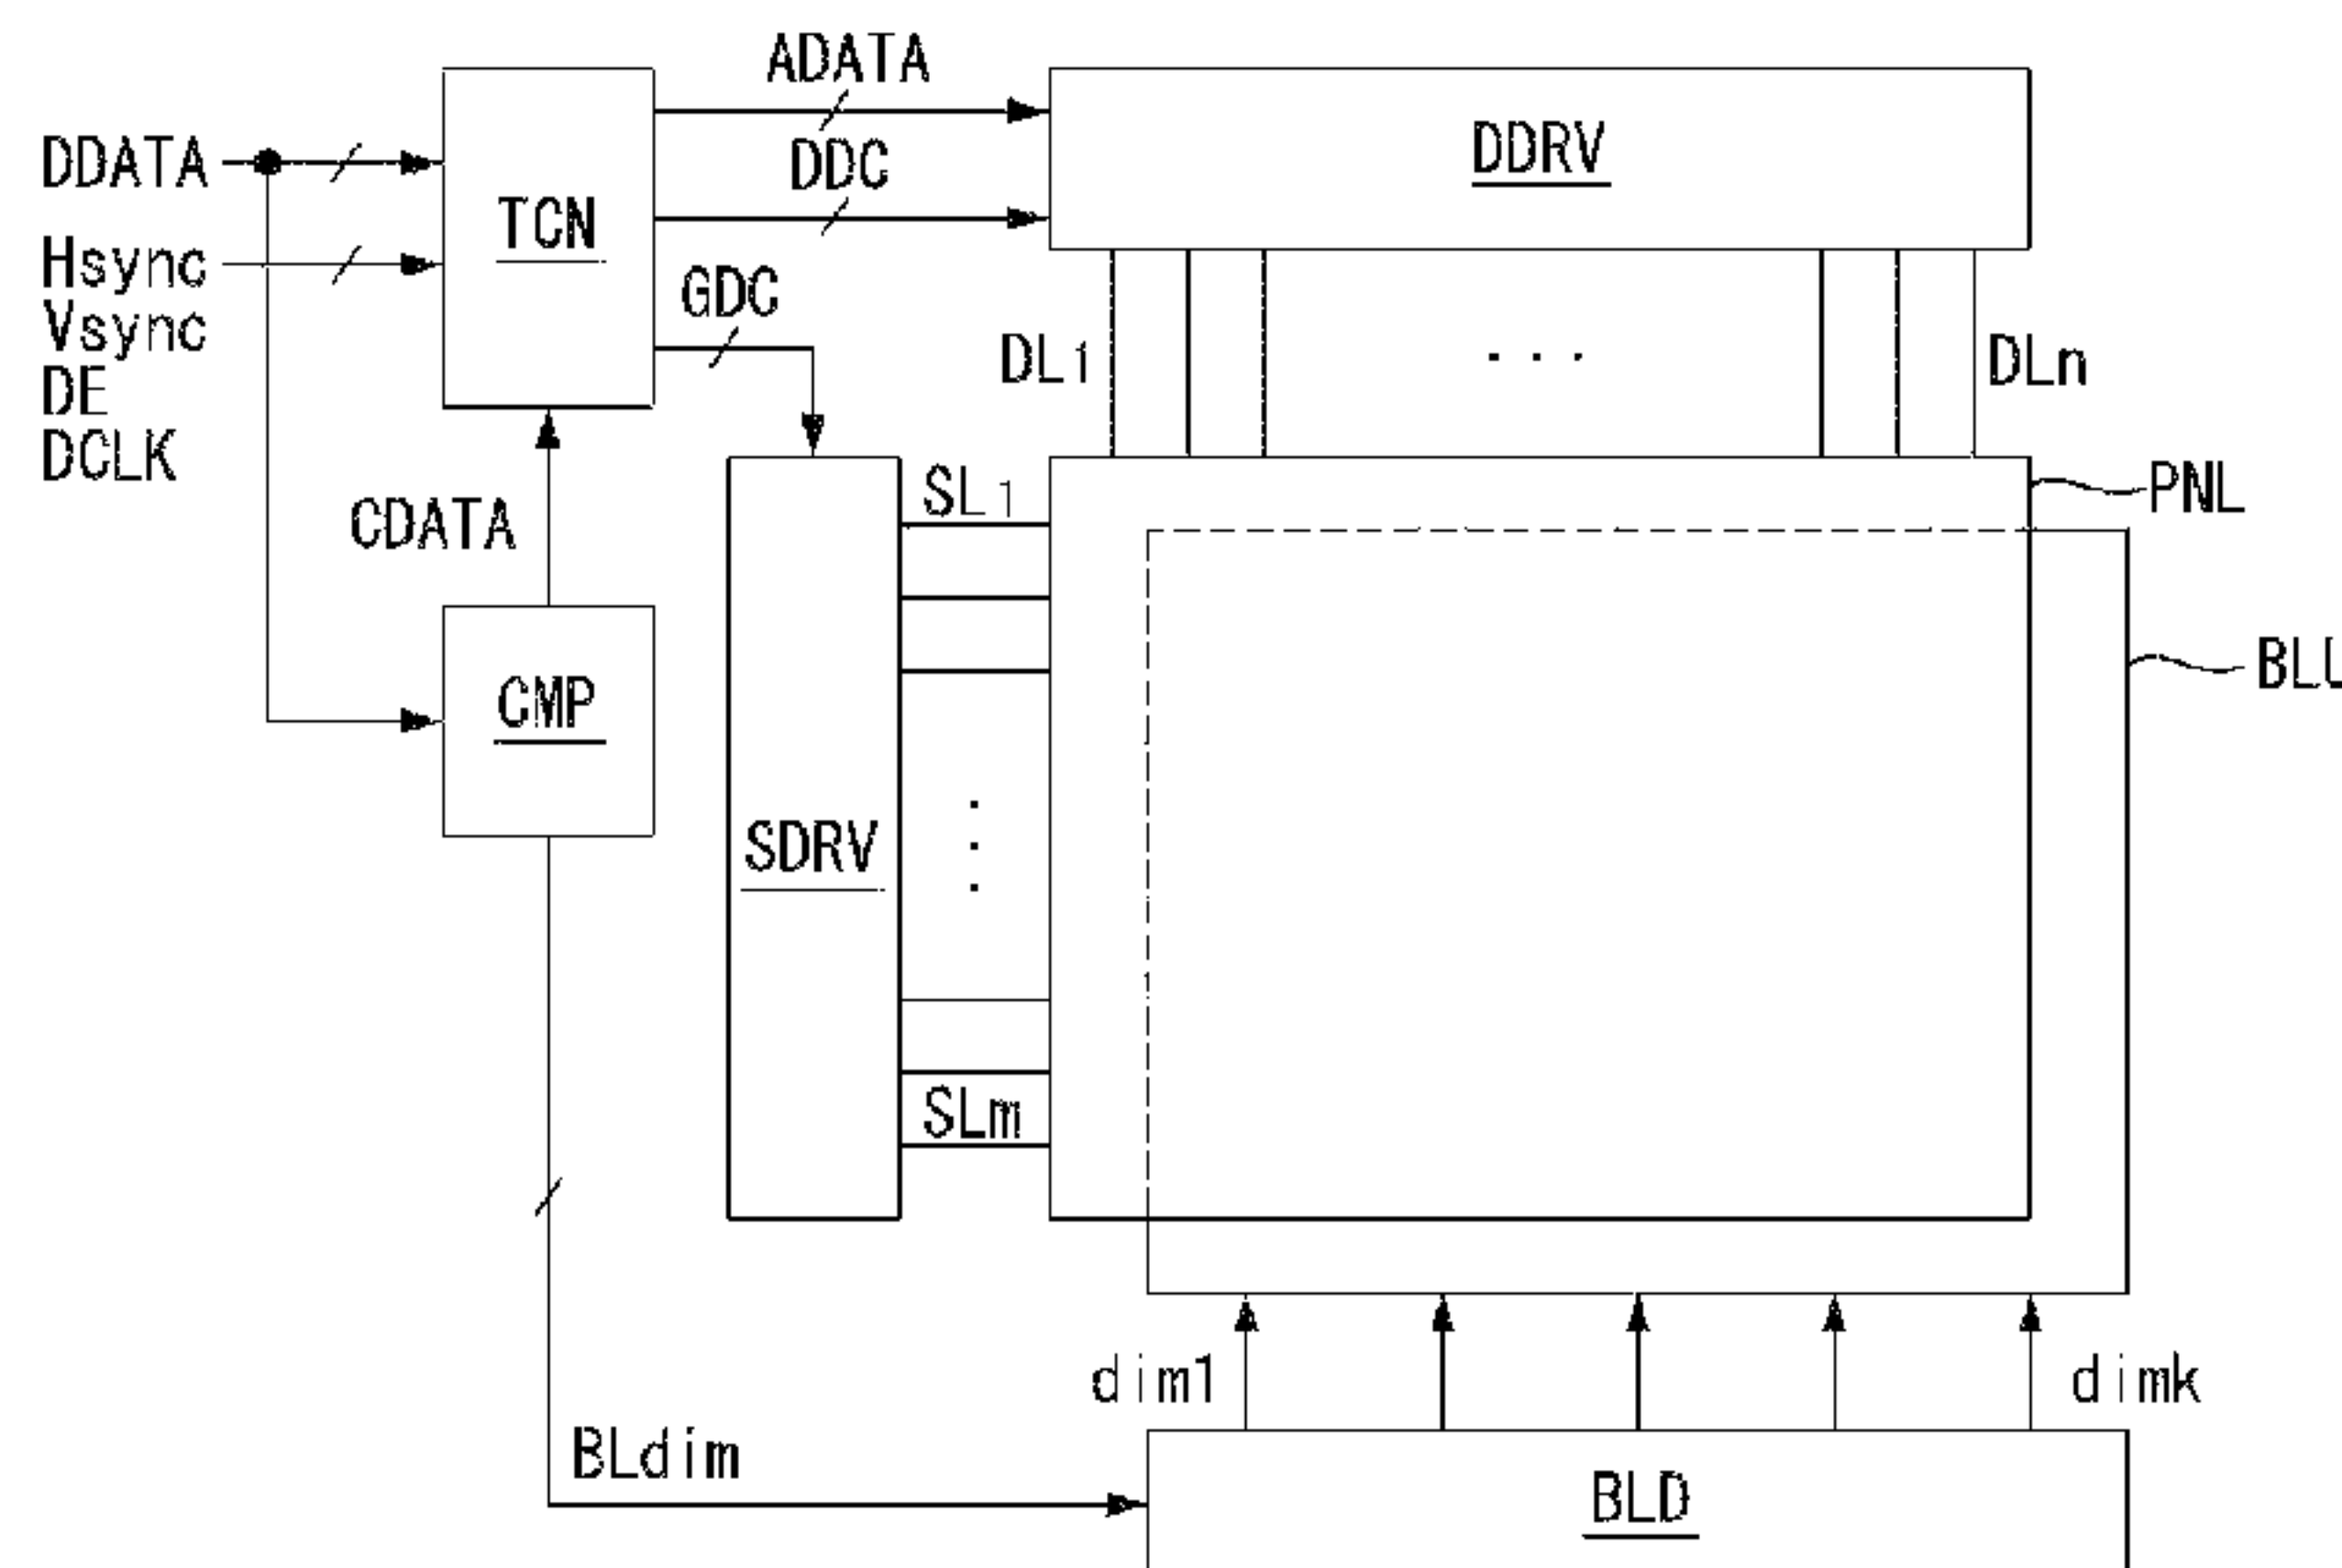 ADATA
DDATA
DDC
DDRV
TCN
Hsync
Vsync
DE
DCLK
GDC
DL1
DLn
SL1
PNL
CDATA
CMP
SDRV
SLm
dim1
dimk
BLdim
BLD